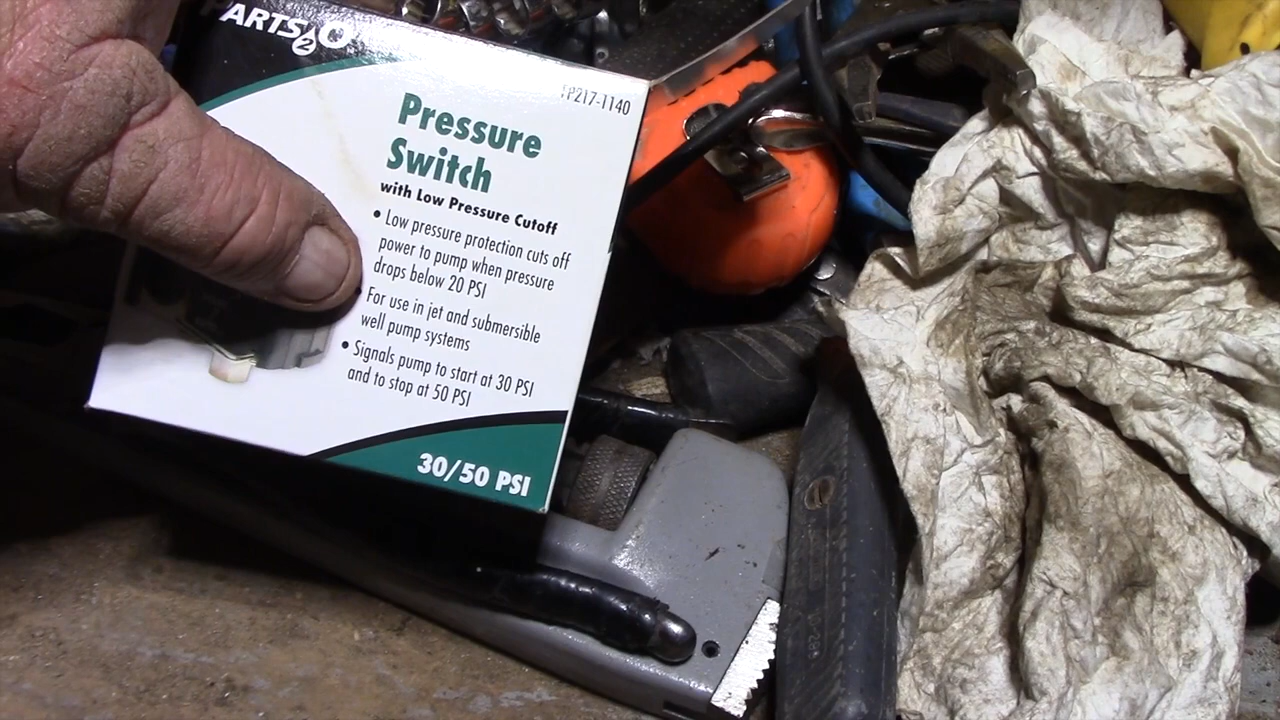 PARTS2O
FP217-1140
Pressure
Switch
with Low Pressure Cutoff
• Low pressure protection cuts off
power to pump when pressure
drops below 20 PSI
• For use in jet and submersible
well pump systems
• Signals pump to start at 30 PSI
and to stop at 50 PSI
30/50 PSI